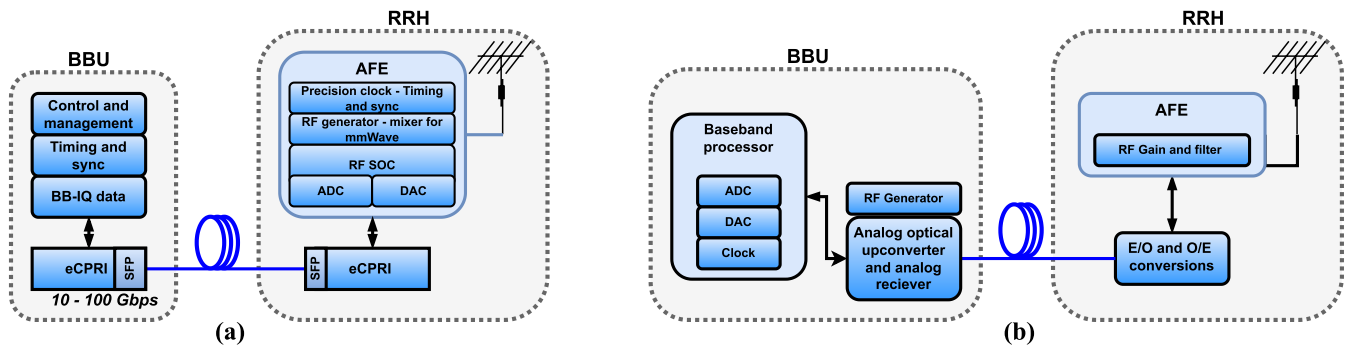 BBU
Control and
management
Timing and
sync
BB-IQ data
eCPRI
SFP
10 - 100 Gbps
RRH
AFE
Precision clock - Timing
and sync
RF generator - mixer for
mmWave
RF SOC
ADC
DAC
SFP
eCPRI
(a)
BBU
Baseband
processor
ADC
DAC
Clock
RF Generator
Analog optical
upconverter
and analog
reciever
RRH
AFE
RF Gain and filter
E/O and O/E
conversions
(b)